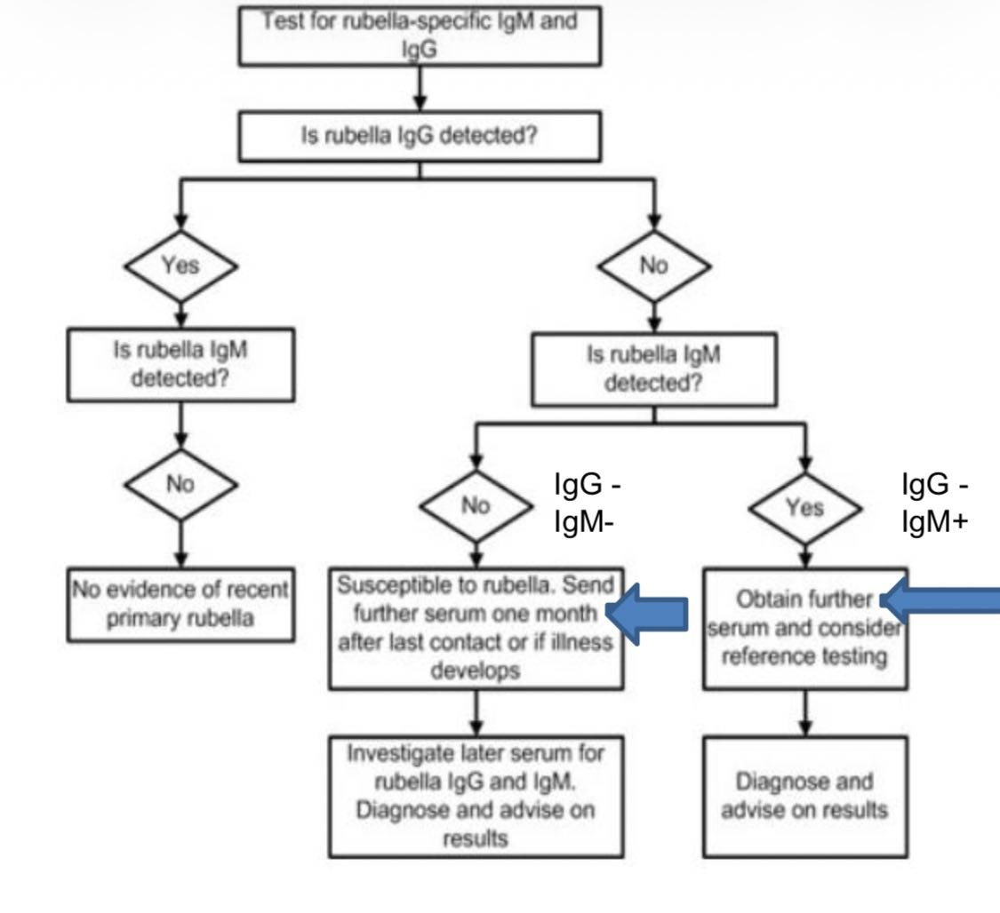 Test for rubella-specific IgM and
IgG
Is rubella IgG detected?
Yes
No
Is rubella IgM
detected?
Is rubella IgM
detected?
No
No
IgG -
IgM-
Yes
IgG -
IgM+
No evidence of recent
primary rubella
Susceptible to rubella. Send
further serum one month
after last contact or if illness
develops
Obtain further
serum and consider
reference testing
Investigate later serum for
rubella IgG and IgM.
Diagnose and advise on
results
Diagnose and
advise on results